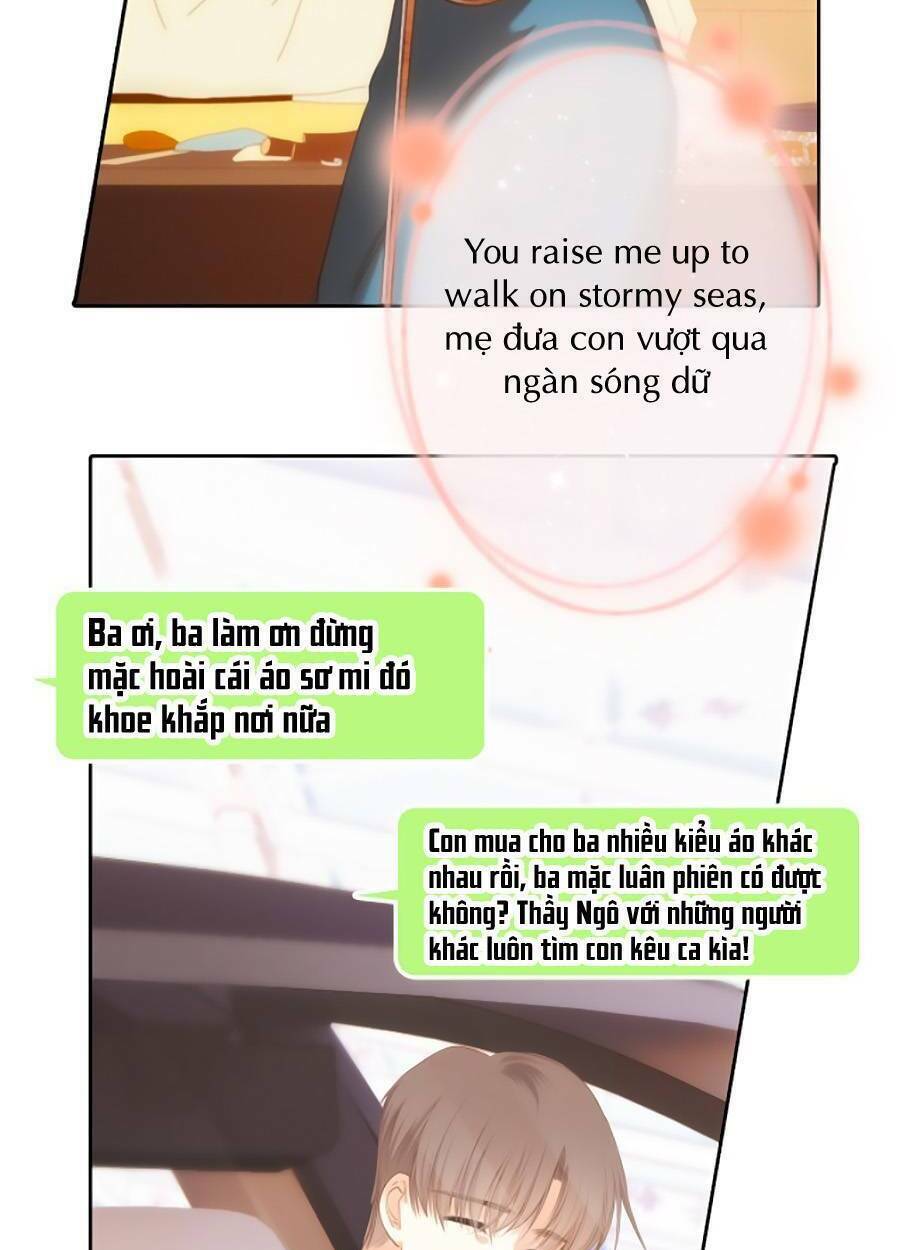 You raise me up to
walk on stormy seas,
mẹ đưa con vượt qua
ngàn sóng dữ
Ba ơi, ba làm ơn đừng
mặc hoài cái áo sơ mi đó
khoe khắp nơi nữa
Con mua cho ba nhiều kiểu áo khác
nhau rồi, ba mặc luân phiên có được
không? Thầy Ngô với những người
khác luôn tìm con kêu ca kìa!